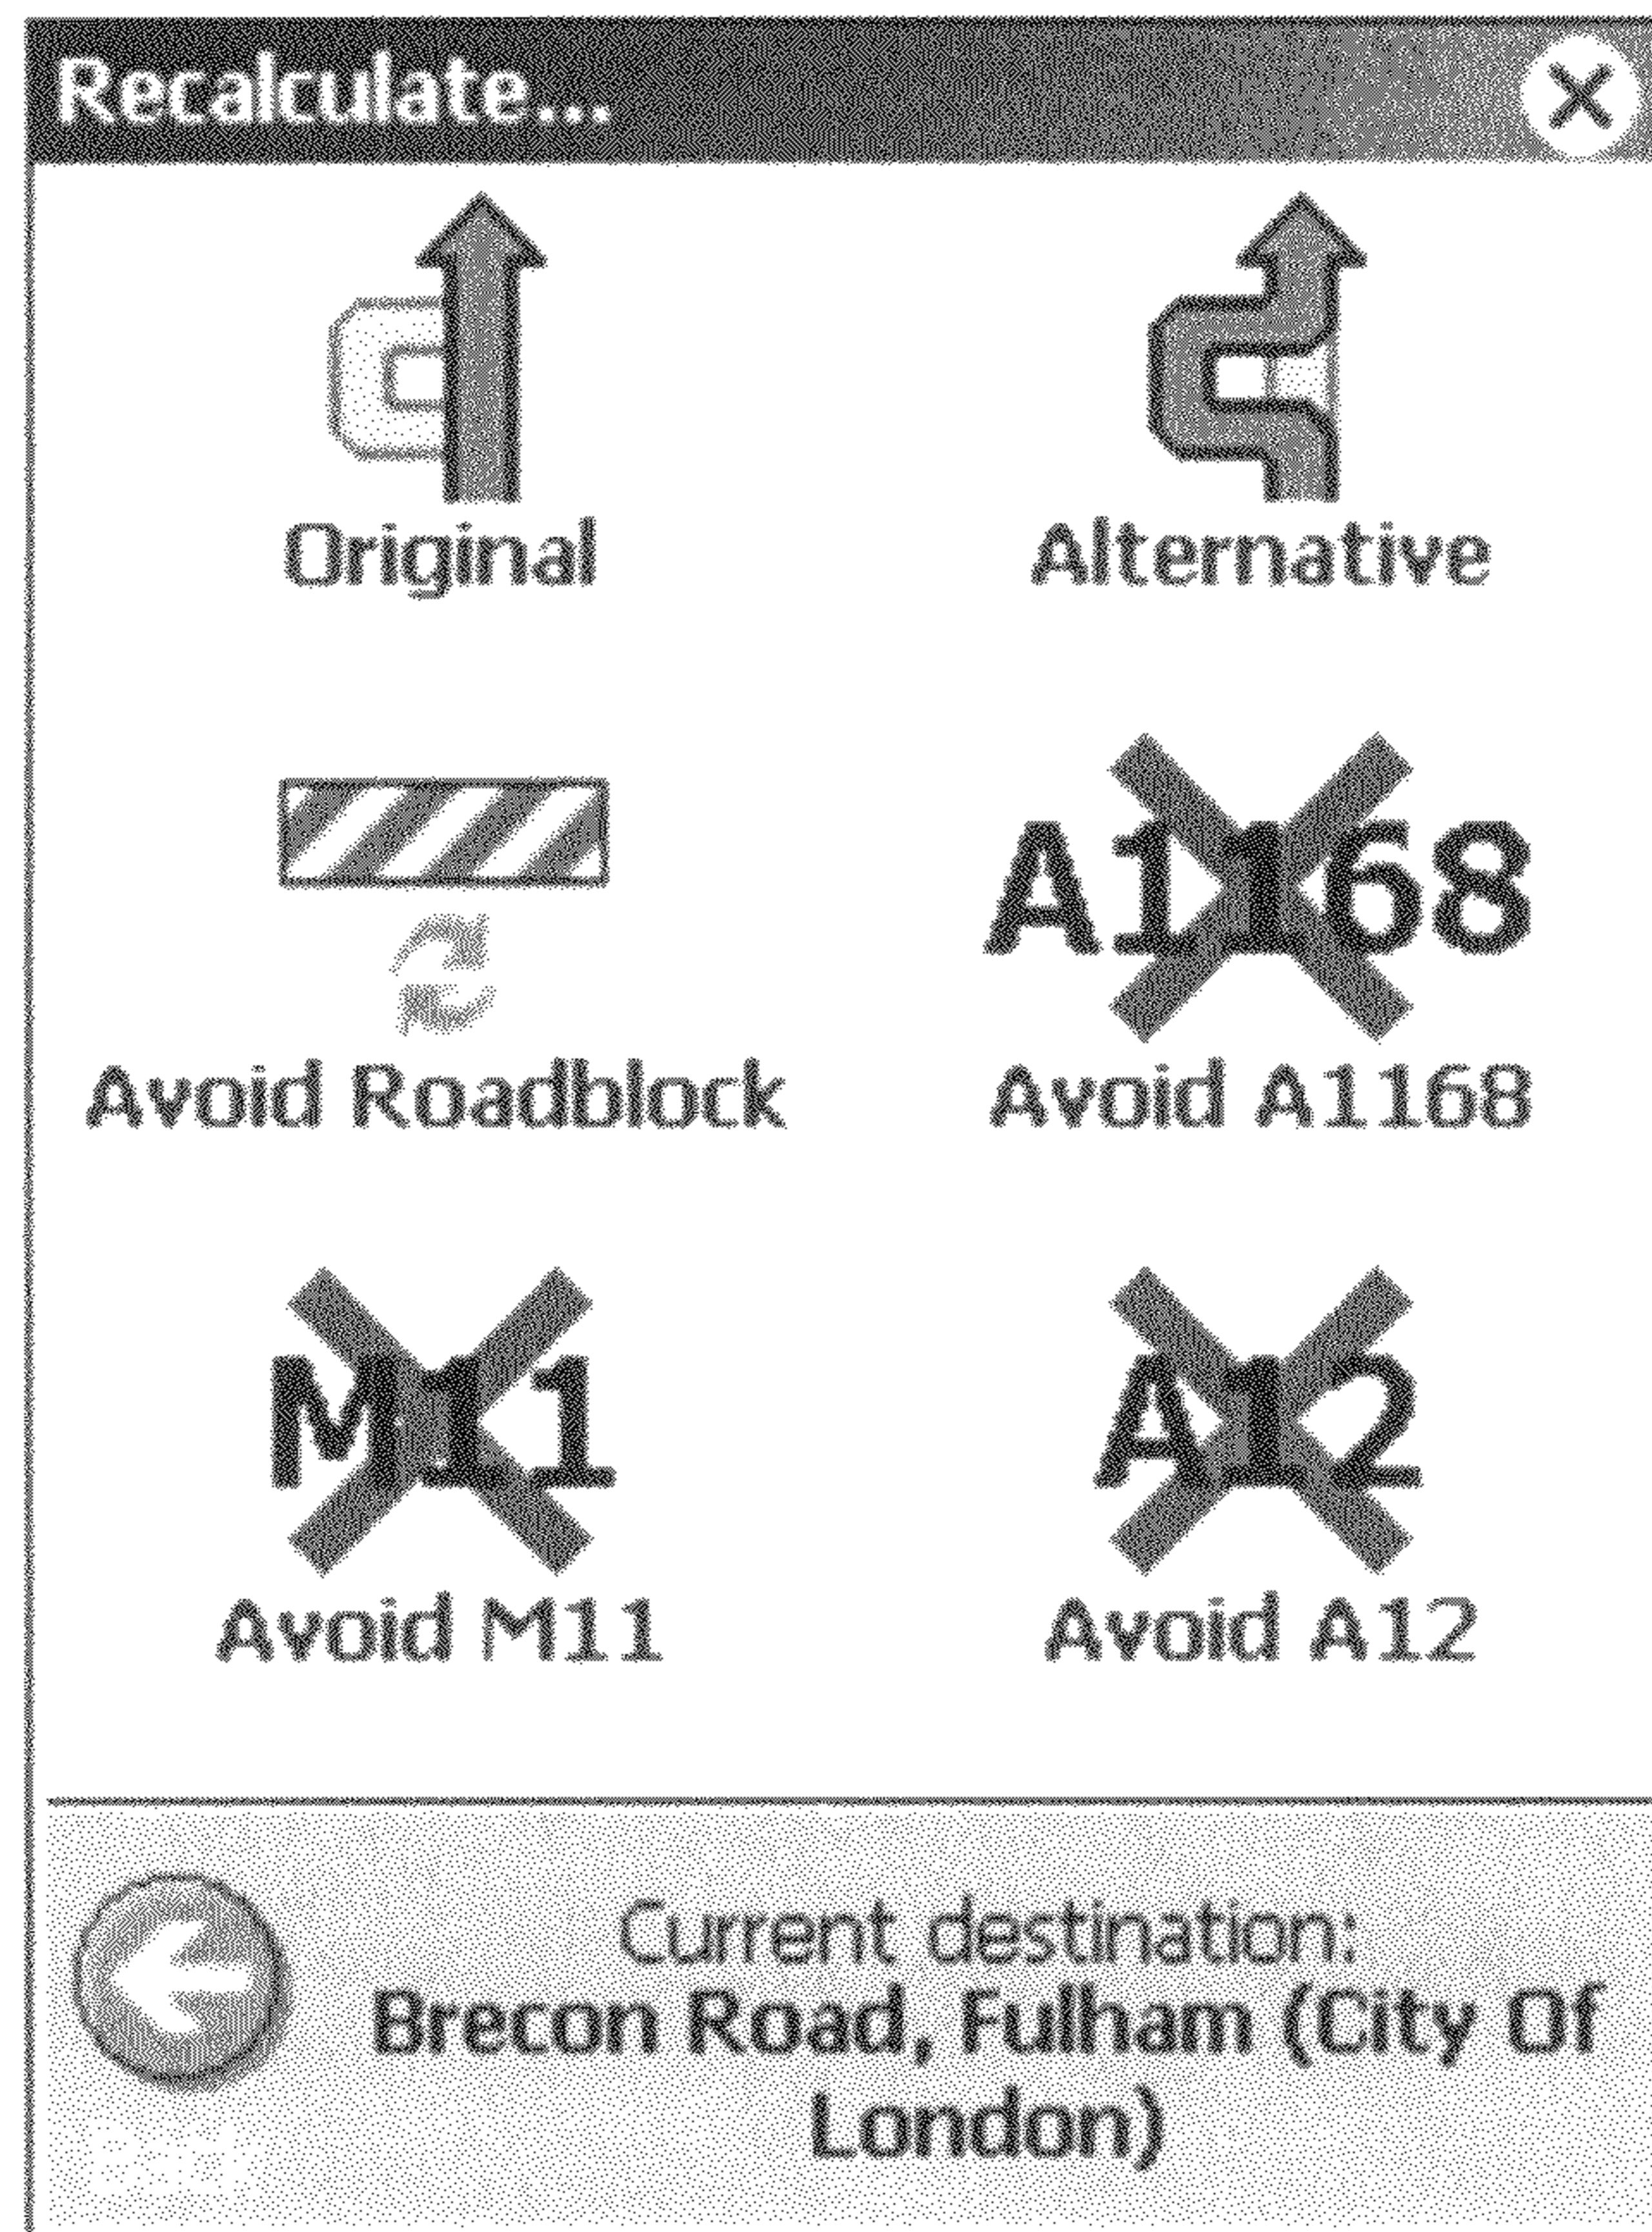 Recalculate...
Original
Alternative
A1168
Avoid Roadblock
Avoid A1168
M11
A12
Avoid M11
Avoid A12
Current destination:
Brecon Road, Fulham (City Of
London)